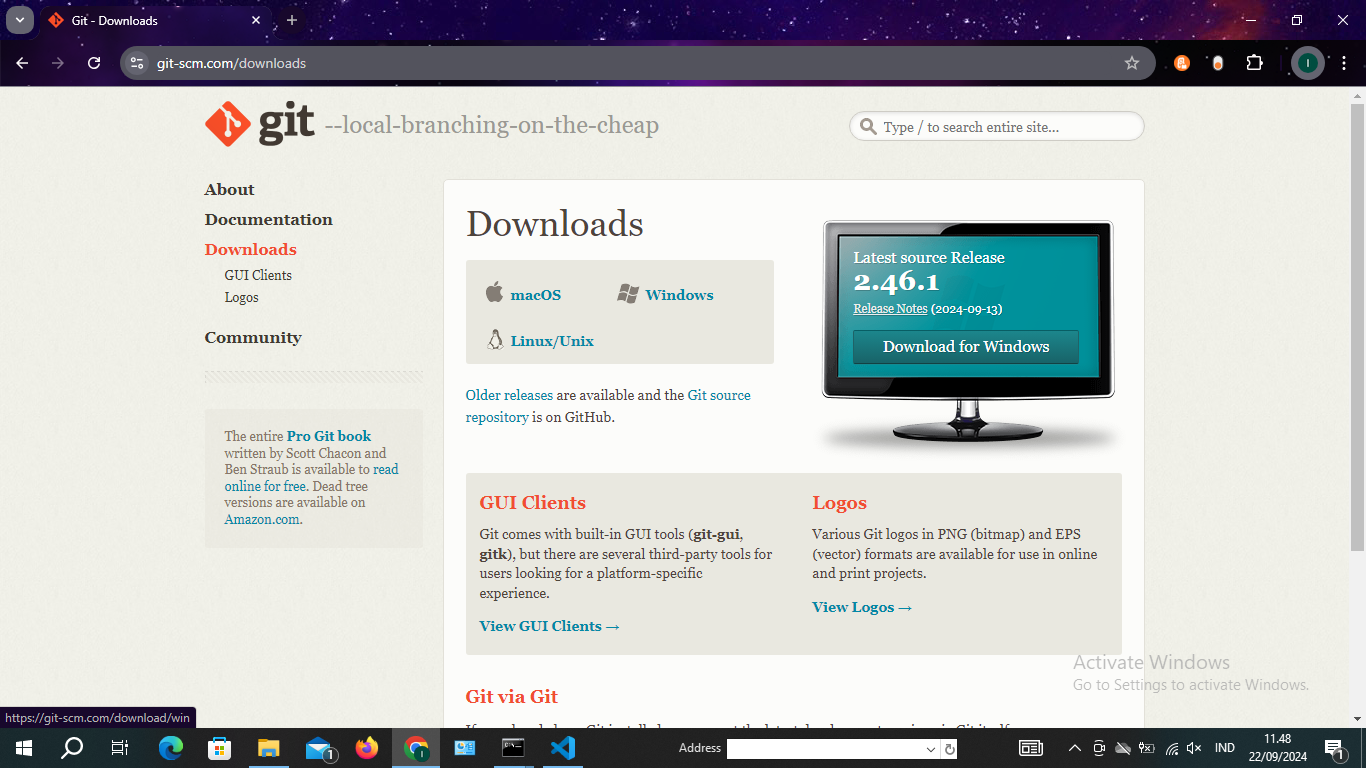 Git - Downloads
git-scm.com/downloads
I
git --local-branching-on-the-cheap
Type / to search entire site...
About
Documentation
Downloads
GUI Clients
Logos
Community
The entire Pro Git book
written by Scott Chacon and
Ben Straub is available to read
online for free. Dead tree
versions are available on
Amazon.com.
Downloads
macOS
Windows
Linux/Unix
Older releases are available and the Git source
repository is on GitHub.
Latest source Release
2.46.1
Release Notes (2024-09-13)
Download for Windows
GUI Clients
Git comes with built-in GUI tools (git-gui,
gitk), but there are several third-party tools for
users looking for a platform-specific
experience.
View GUI Clients →
Logos
Various Git logos in PNG (bitmap) and EPS
(vector) formats are available for use in online
and print projects.
View Logos →
Git via Git
Activate Windows
Go to Settings to activate Windows.
https://git-scm.com/download/win
1
I
Address
IND
11.48
22/09/2024
1